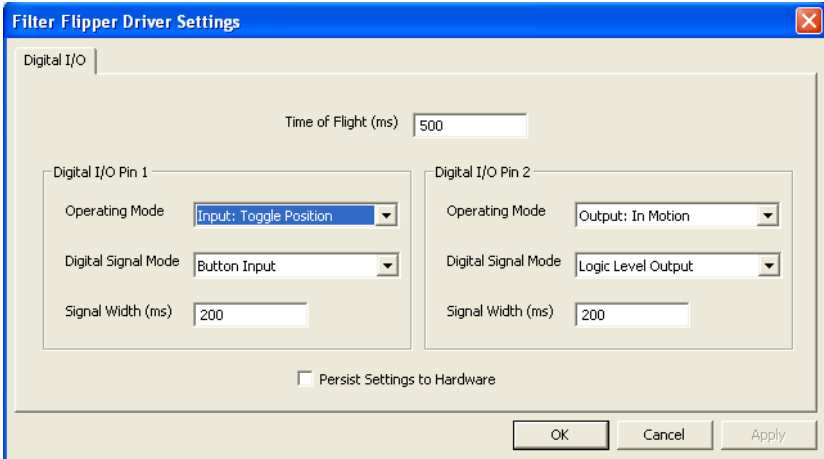 Filter Flipper Driver Settings
Digital I/O
Time of Flight (ms) 500
Digital I/O Pin 1
Operating Mode Input: Toggle Position
Digital Signal Mode Button Input
Signal Width (ms) 200
Digital I/O Pin 2
Operating Mode Output: In Motion
Digital Signal Mode Logic Level Output
Signal Width (ms) 200
Persist Settings to Hardware
OK Cancel Apply